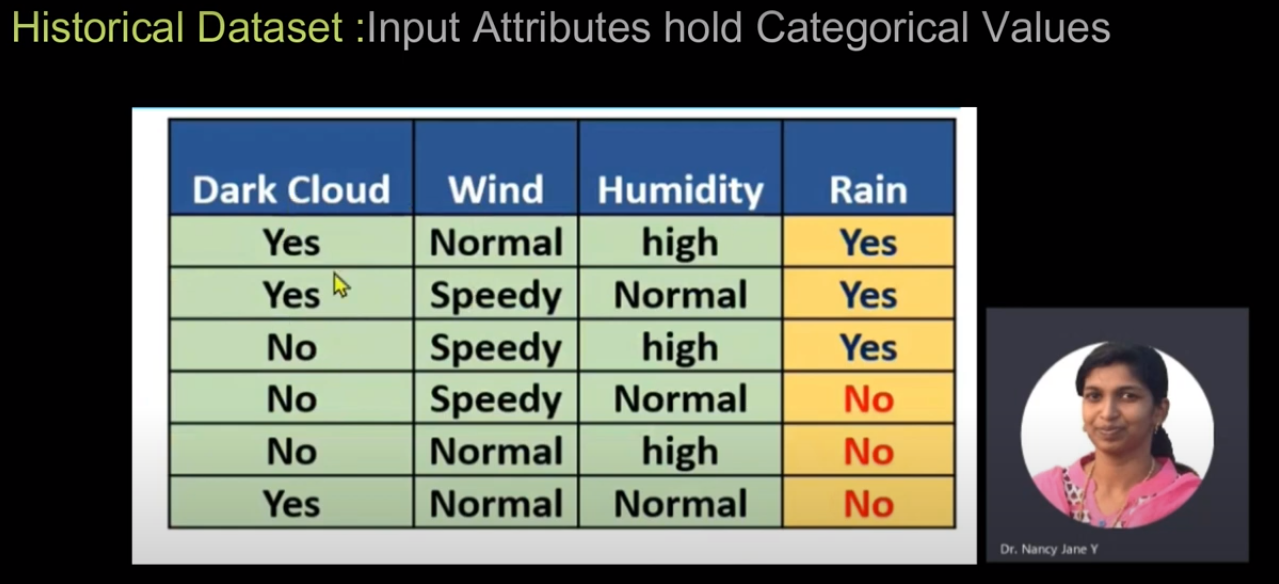 Historical Dataset :Input Attributes hold Categorical Values
Dark Cloud Wind Humidity Rain
Yes Normal high Yes
Yes Speedy Normal Yes
No Speedy high Yes
No Speedy Normal No
No Normal high No
Yes Normal Normal No
Dr. Nancy Jane Y